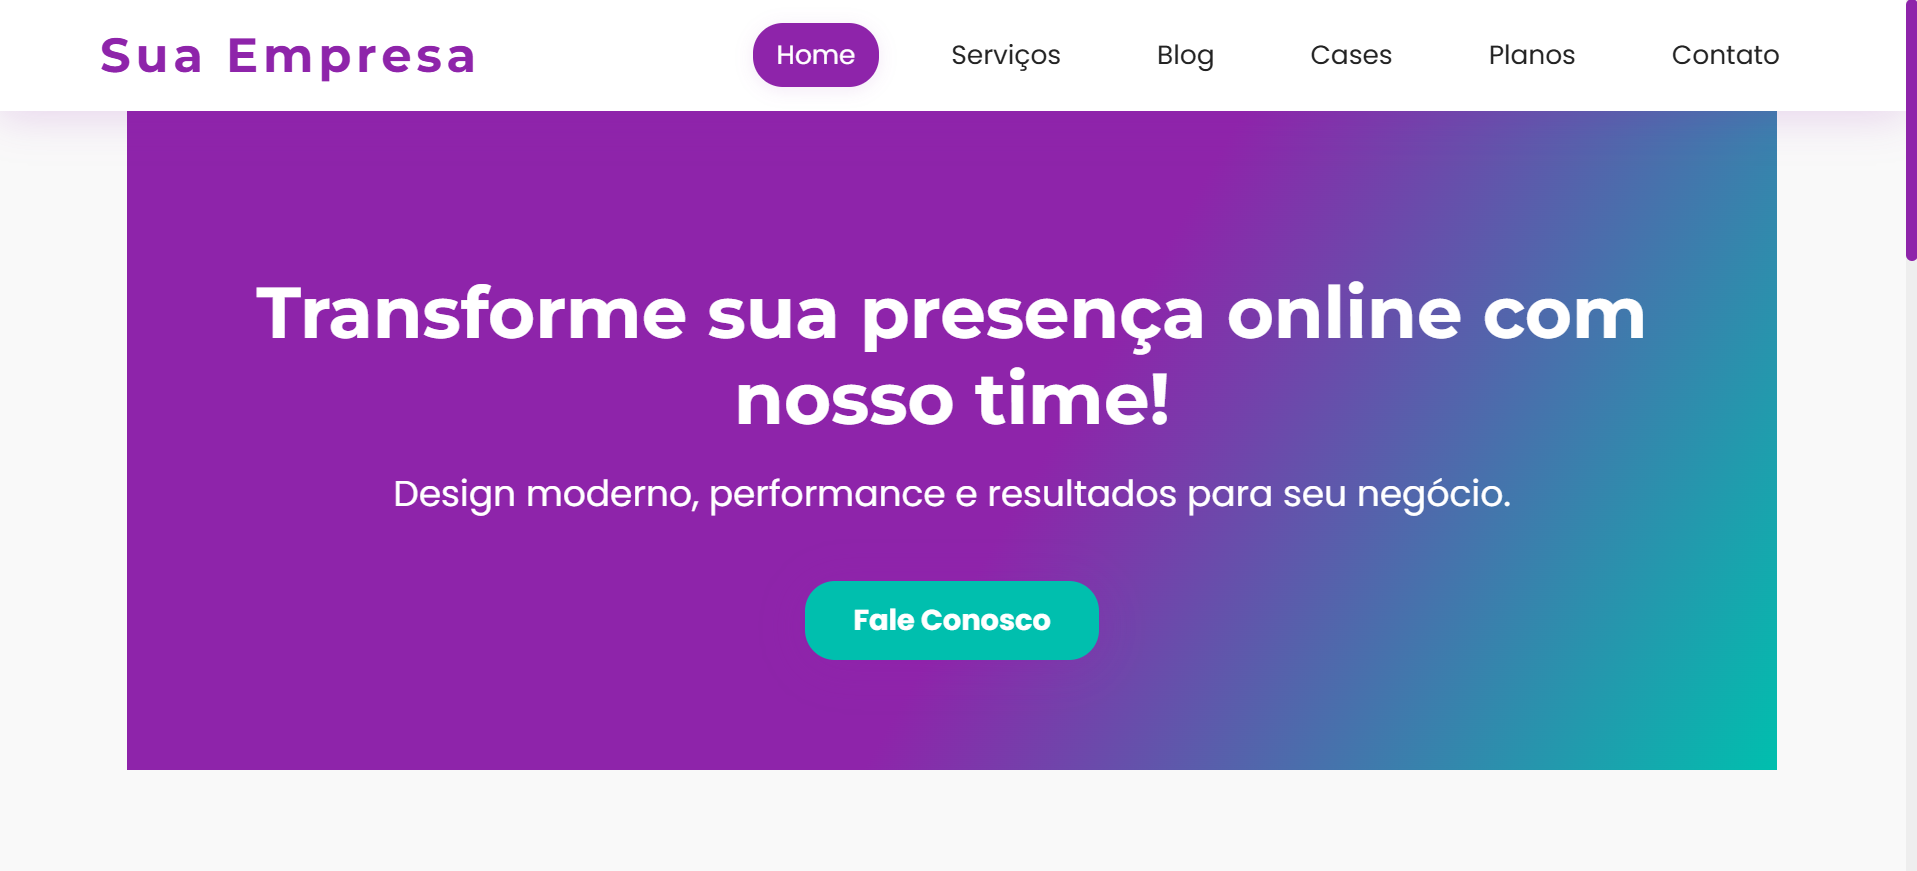 Sua Empresa
Home
Serviços
Blog
Cases
Planos
Contato
Transforme sua presença online com
nosso time!
Design moderno, performance e resultados para seu negócio.
Fale Conosco